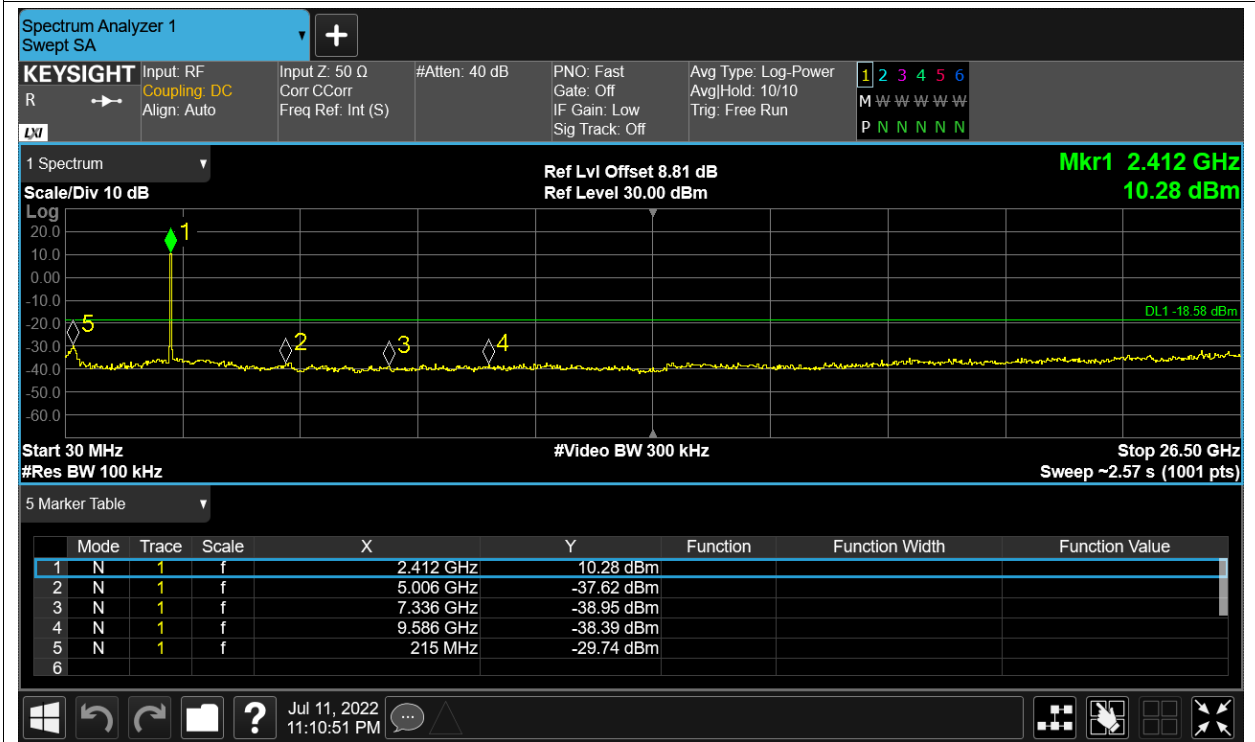 Spectrum Analyzer 1
Swept SA
KEYSIGHT
R
LXI
Input: RF
Coupling: DC
Align: Auto
Input Z: 50 Ω
Corr CCorr
Freq Ref: Int (S)
#Atten: 40 dB
PNO: Fast
Gate: Off
IF Gain: Low
Sig Track: Off
Avg Type: Log-Power
Avg|Hold: 10/10
Trig: Free Run
1 2 3 4 5 6
M W W W W W
P N N N N N
1 Spectrum
Scale/Div 10 dB
Ref Lvl Offset 8.81 dB
Ref Level 30.00 dBm
Mkr1 2.412 GHz
10.28 dBm
Log
20.0
10.0
0.00
-10.0
-20.0
-30.0
-40.0
-50.0
-60.0
1
5
2
3
4
DL1 -18.58 dBm
Start 30 MHz
#Res BW 100 kHz
#Video BW 300 kHz
Stop 26.50 GHz
Sweep ~2.57 s (1001 pts)
5 Marker Table
Mode Trace Scale X Y Function Function Width Function Value
1 N 1 f 2.412 GHz 10.28 dBm
2 N 1 f 5.006 GHz -37.62 dBm
3 N 1 f 7.336 GHz -38.95 dBm
4 N 1 f 9.586 GHz -38.39 dBm
5 N 1 f 215 MHz -29.74 dBm
6
?
Jul 11, 2022
11:10:51 PM